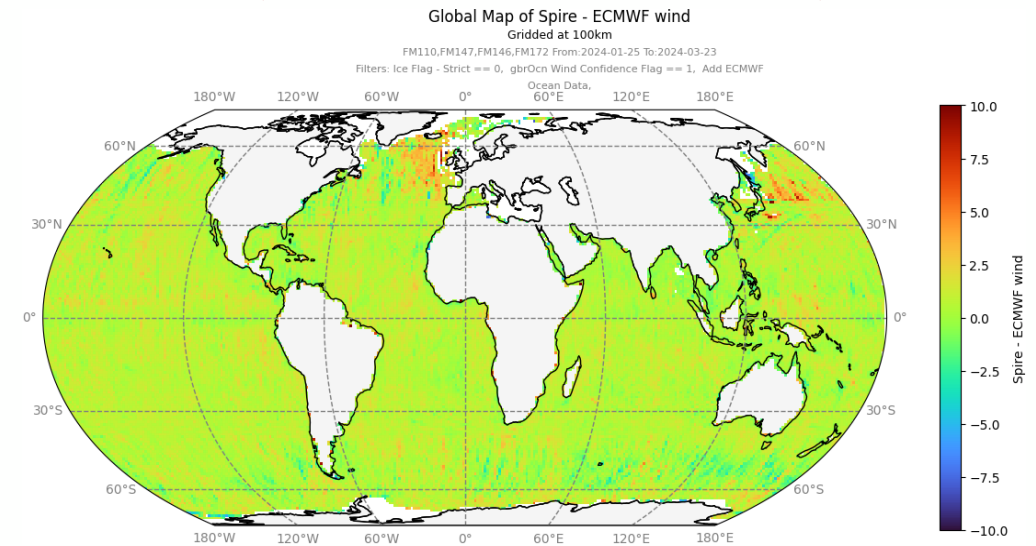 Global Map of Spire - ECMWF wind
Gridded at 100km
FM110,FM147,FM146,FM172 From:2024-01-25 To:2024-03-23
Filters: Ice Flag - Strict == 0,  gbrOcn Wind Confidence Flag == 1,  Add ECMWF
Ocean Data,
180°W 120°W 60°W 0° 60°E 120°E 180°E
60°N 60°N
30°N 30°N
0° 0°
30°S 30°S
60°S 60°S
180°W 120°W 60°W 0° 60°E 120°E 180°E
10.0
7.5
5.0
2.5
0.0
−2.5
−5.0
−7.5
−10.0
Spire - ECMWF wind